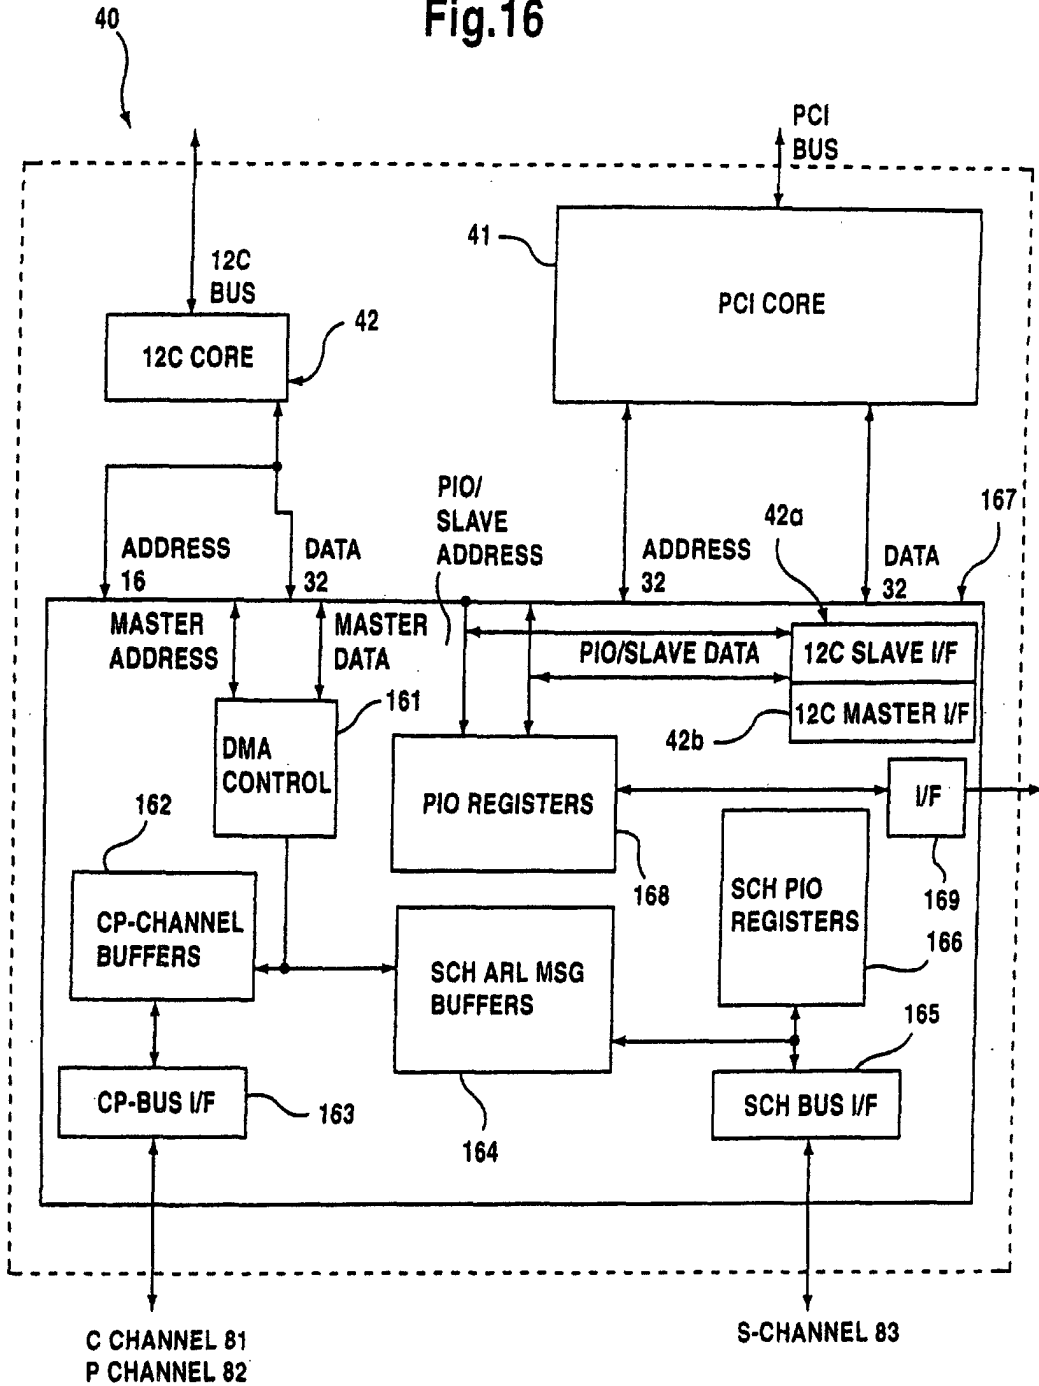 Fig.16
40
PCI
BUS
41
12C
BUS
PCI CORE
42
12C CORE
PIO/
SLAVE
ADDRESS
167
42a
ADDRESS
16
DATA
32
ADDRESS
32
DATA
32
MASTER
ADDRESS
MASTER
DATA
PIO/SLAVE DATA
12C SLAVE I/F
12C MASTER I/F
42b
161
DMA
CONTROL
PIO REGISTERS
I/F
162
168
169
SCH PIO
REGISTERS
CP-CHANNEL
BUFFERS
166
SCH ARL MSG
BUFFERS
165
CP-BUS I/F
163
SCH BUS I/F
164
C CHANNEL 81
P CHANNEL 82
S-CHANNEL 83